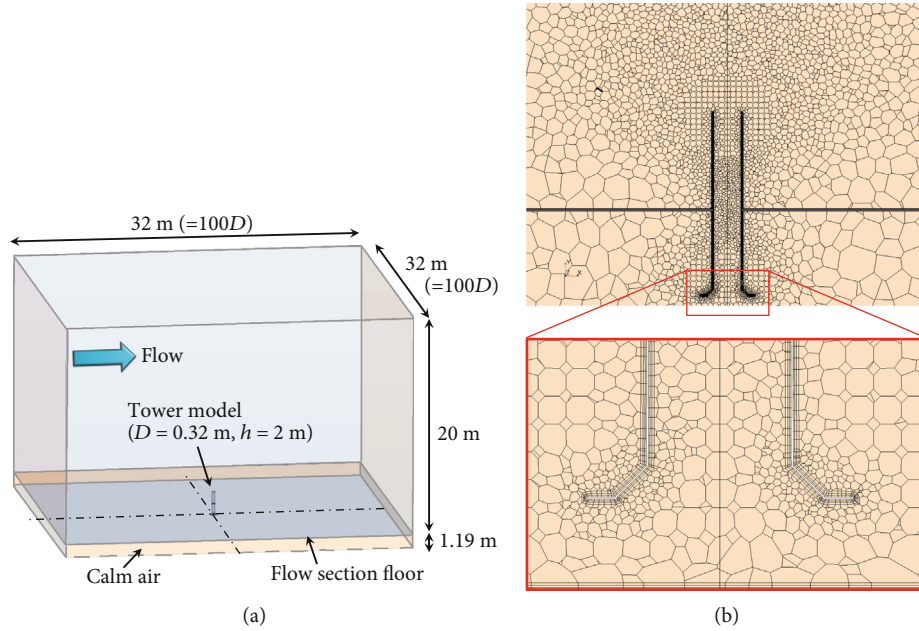 32 m (=100D)
32 m
(=100D)
Flow
Tower model
(D = 0.32 m, h = 2 m)
20 m
1.19 m
Calm air
Flow section floor
(a)
(b)